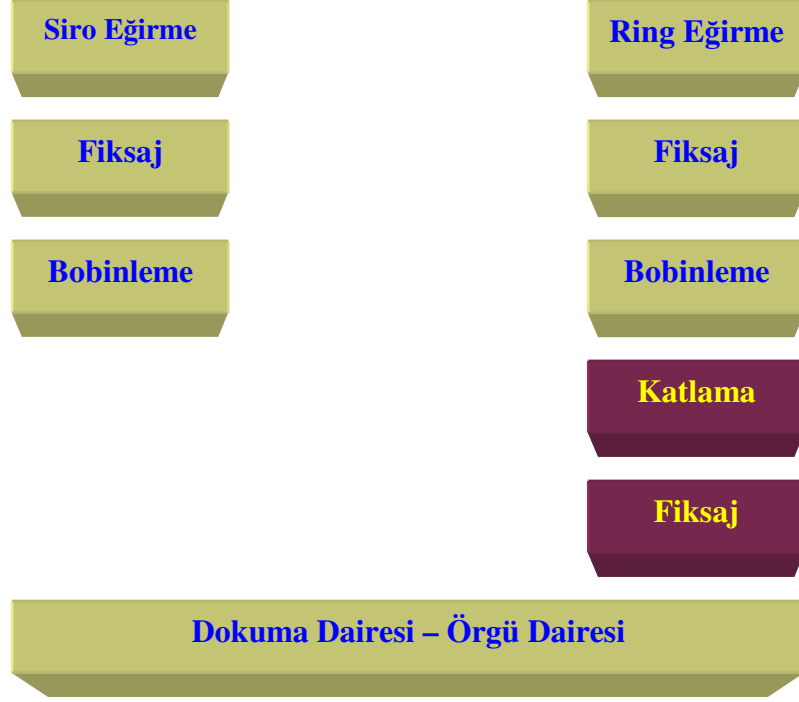 Siro Eğirme
Ring Eğirme
Fiksaj
Fiksaj
Bobinleme
Bobinleme
Katlama
Fiksaj
Dokuma Dairesi – Örgü Dairesi